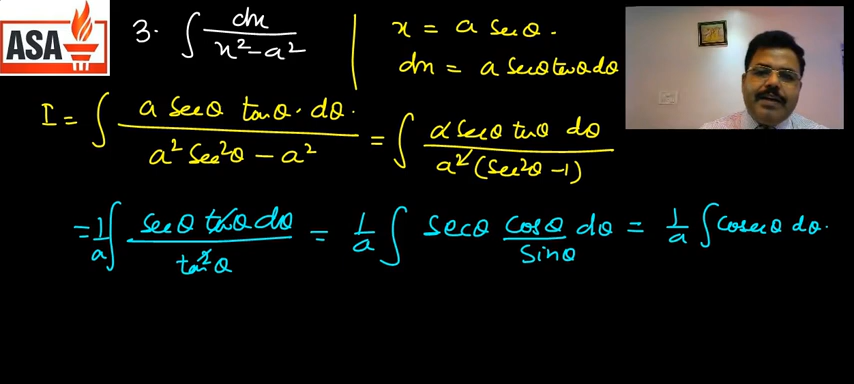 ASA
3. ∫ dx / (x² − a²)
x = a secθ.
dx = a secθ tanθ dθ
I = ∫ a secθ tanθ. dθ. / (a² sec²θ − a²) = ∫ a secθ tanθ dθ / (a² (sec²θ − 1))
= 1/a ∫ secθ tanθ dθ / tan²θ = 1/a ∫ secθ cosθ/sinθ dθ = 1/a ∫ cosecθ dθ.